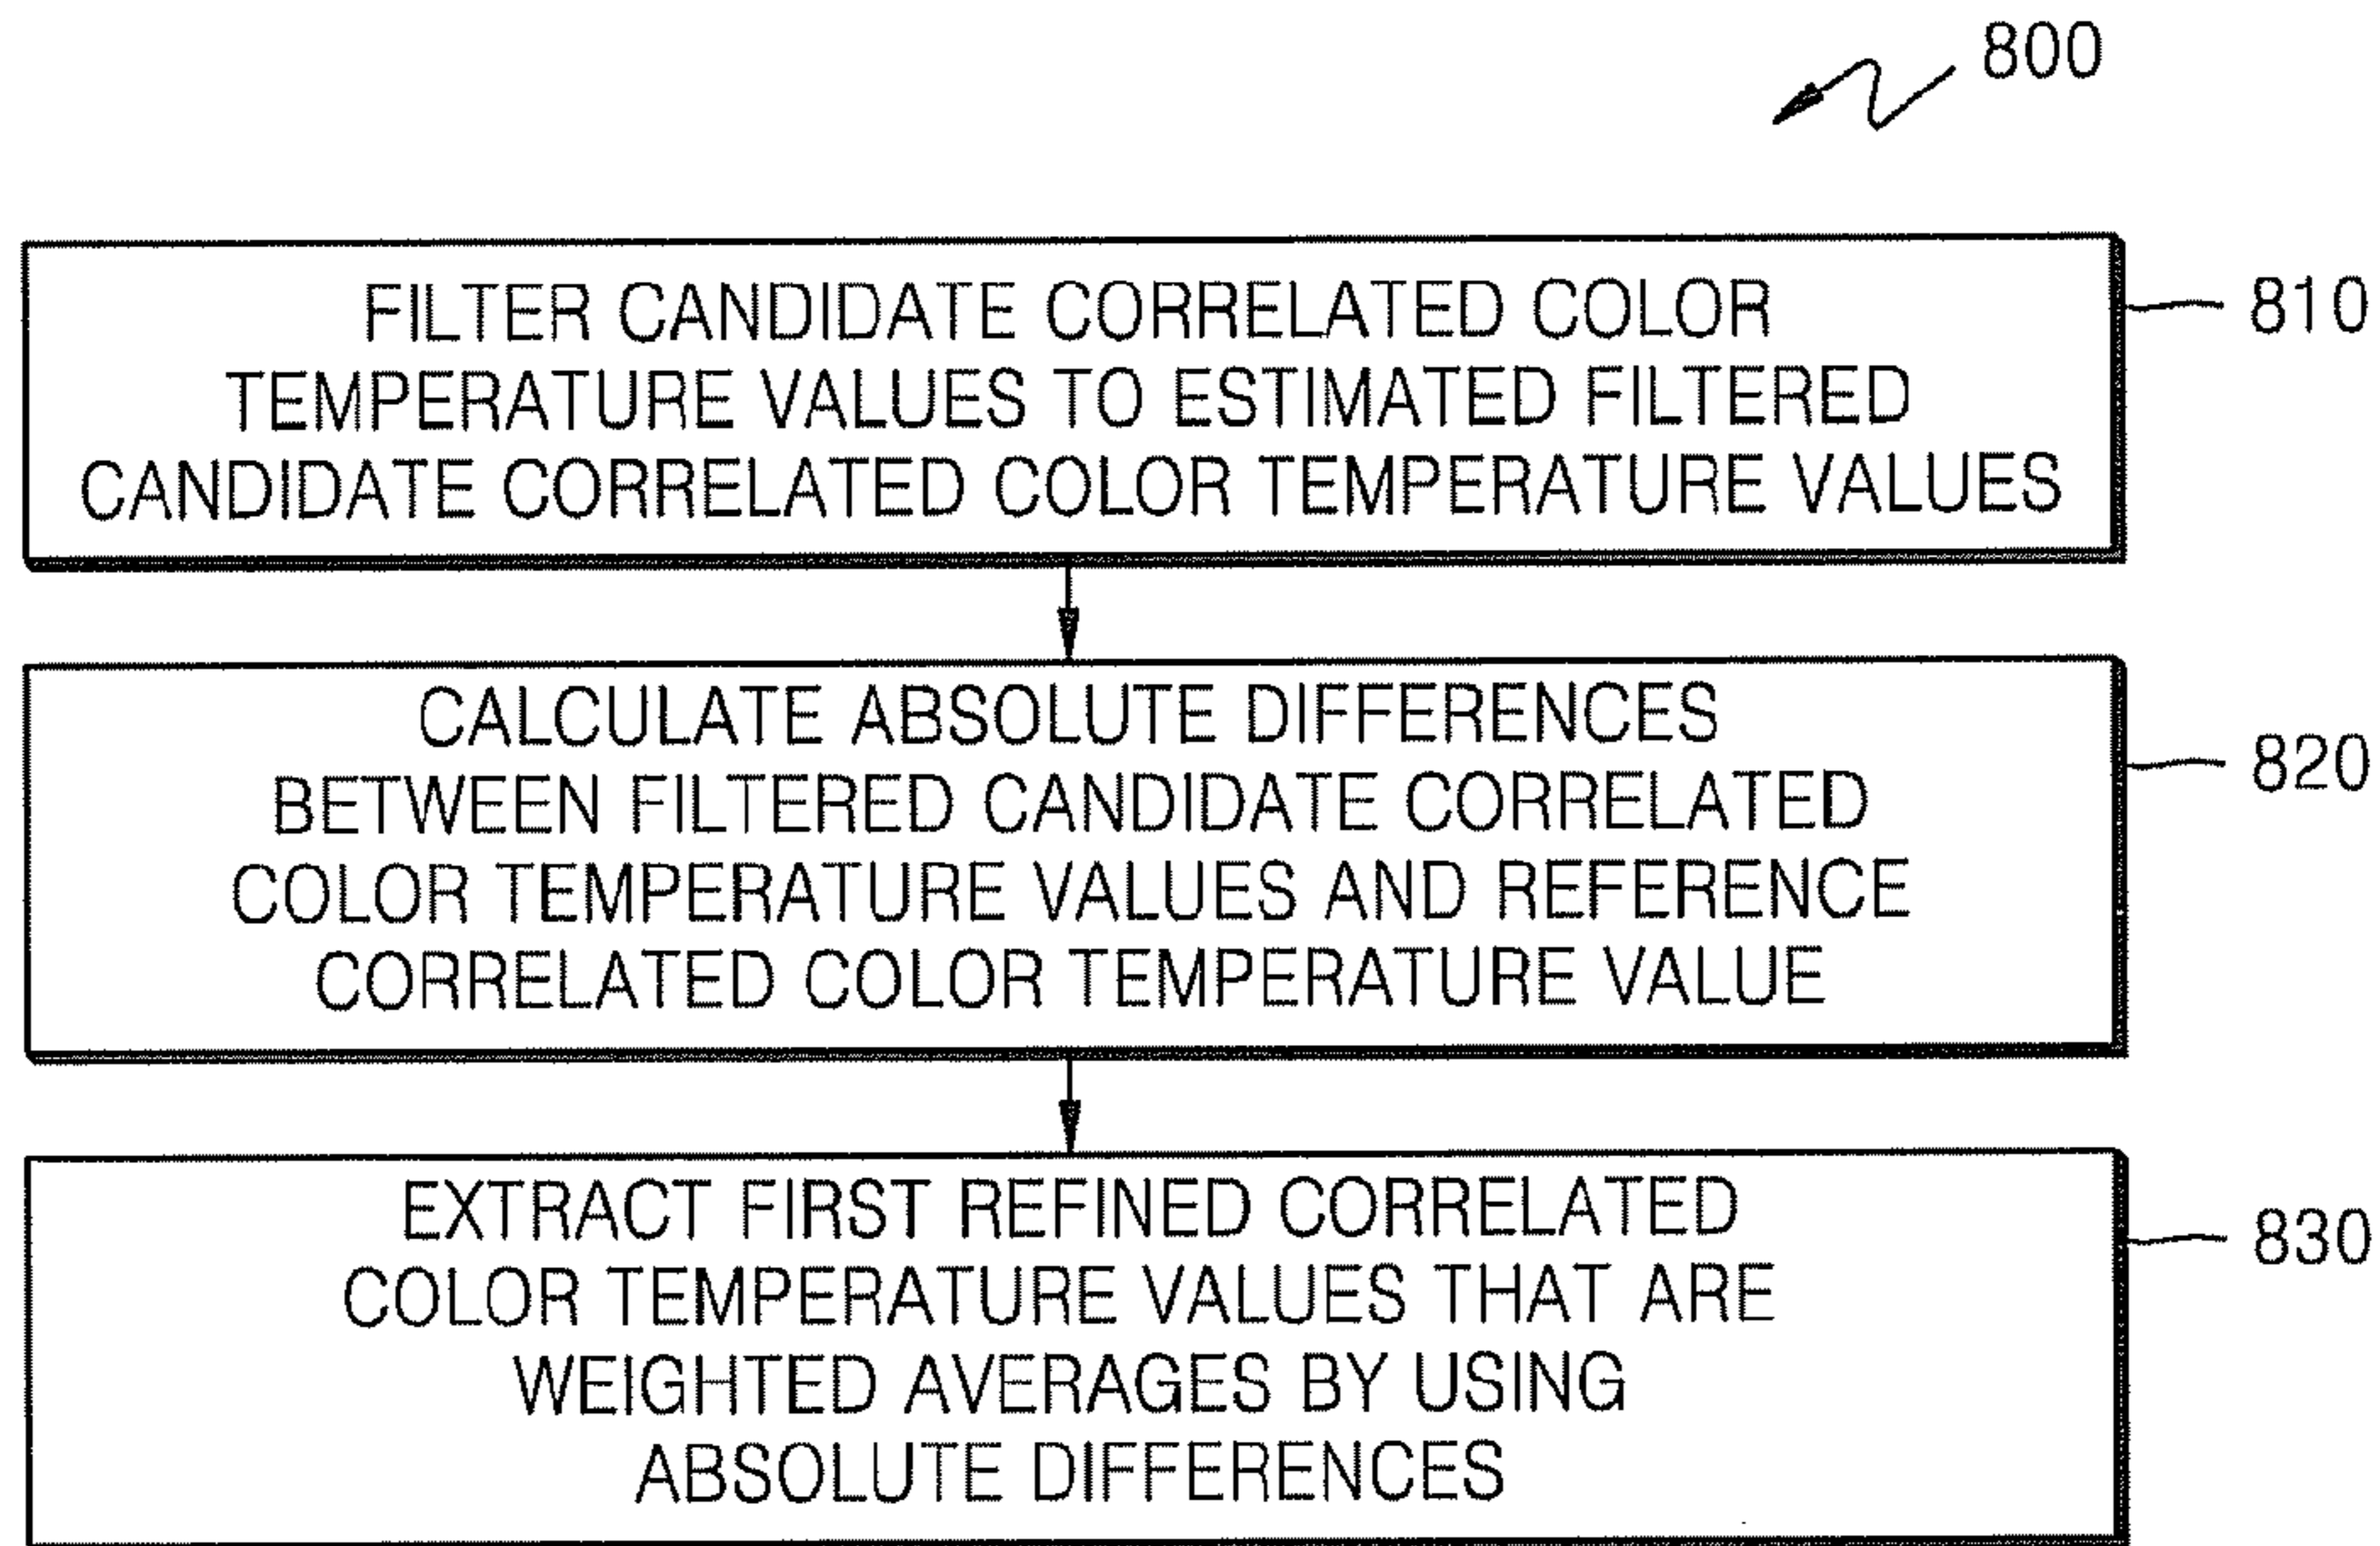 800
FILTER CANDIDATE CORRELATED COLOR
TEMPERATURE VALUES TO ESTIMATED FILTERED
CANDIDATE CORRELATED COLOR TEMPERATURE VALUES
810
CALCULATE ABSOLUTE DIFFERENCES
BETWEEN FILTERED CANDIDATE CORRELATED
COLOR TEMPERATURE VALUES AND REFERENCE
CORRELATED COLOR TEMPERATURE VALUE
820
EXTRACT FIRST REFINED CORRELATED
COLOR TEMPERATURE VALUES THAT ARE
WEIGHTED AVERAGES BY USING
ABSOLUTE DIFFERENCES
830